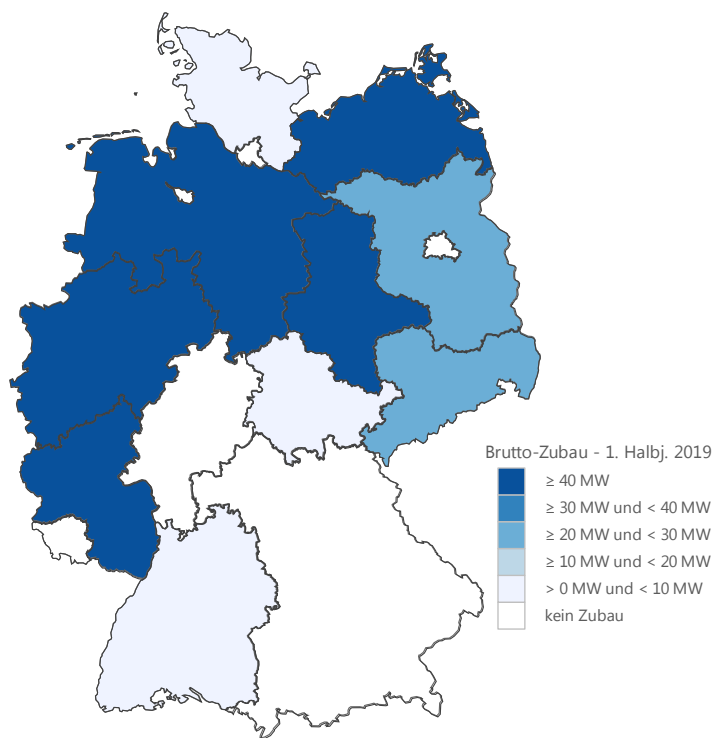 Brutto-Zubau - 1. Halbj. 2019
≥ 40 MW
≥ 30 MW und < 40 MW
≥ 20 MW und < 30 MW
≥ 10 MW und < 20 MW
> 0 MW und < 10 MW
kein Zubau